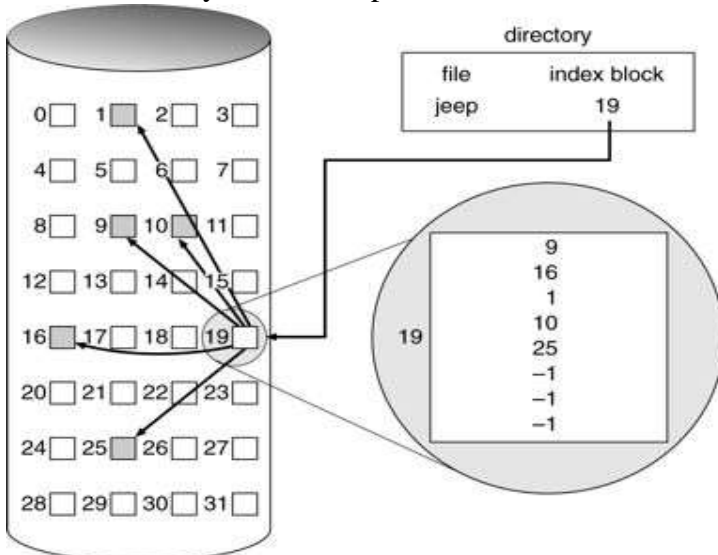 directory
file index block
jeep 19
0 1 2 3
4 5 6 7
8 9 10 11
12 13 14 15
16 17 18 19
20 21 22 23
24 25 26 27
28 29 30 31
19
9
16
1
10
25
–1
–1
–1